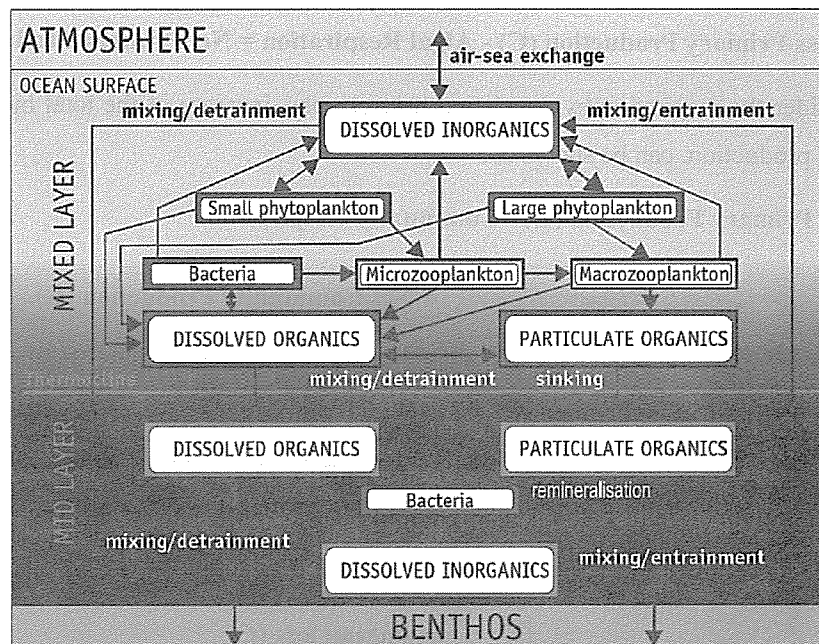 ATMOSPHERE
air-sea exchange
OCEAN SURFACE
mixing/detrainment
mixing/entrainment
DISSOLVED INORGANICS
MIXED LAYER
Small phytoplankton
Large phytoplankton
Bacteria
Microzooplankton
Macrozooplankton
DISSOLVED ORGANICS
PARTICULATE ORGANICS
Thermocline
mixing/detrainment
sinking
MID LAYER
DISSOLVED ORGANICS
PARTICULATE ORGANICS
Bacteria
remineralisation
mixing/detrainment
mixing/entrainment
DISSOLVED INORGANICS
BENTHOS